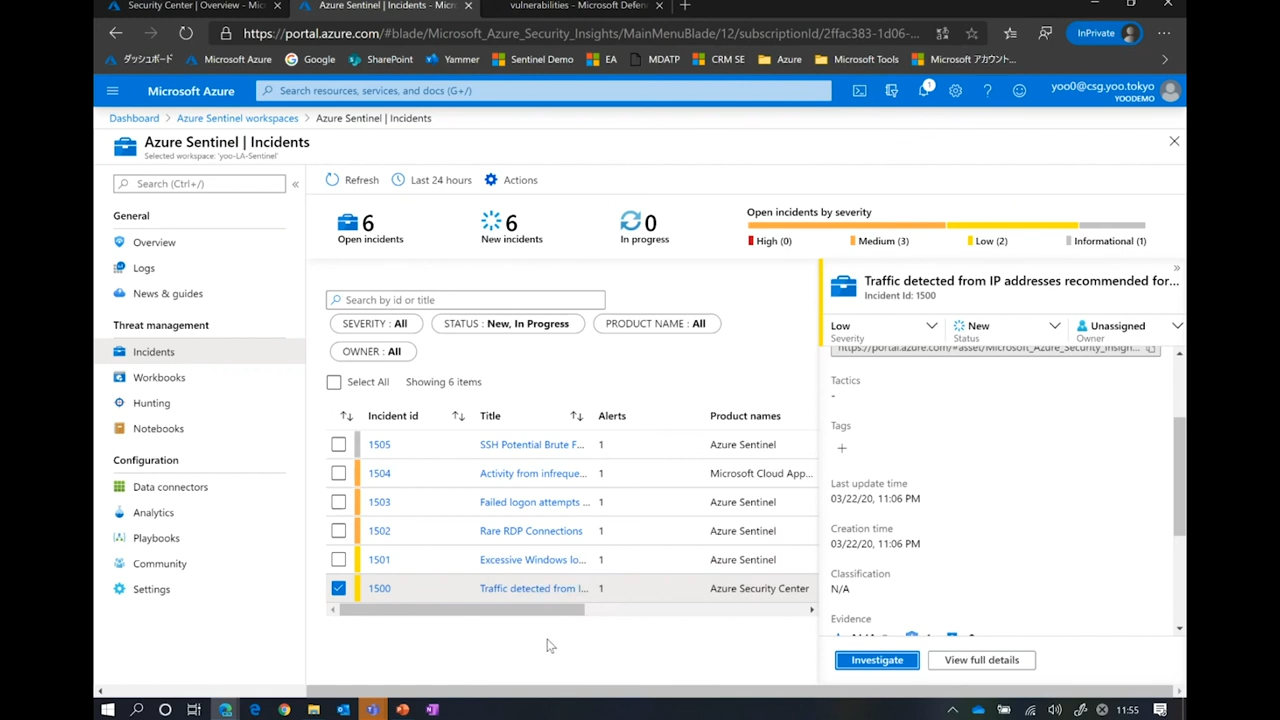 Security Center | Overview - Micr
Azure Sentinel | Incidents - Micros
vulnerabilities - Microsoft Defend
https://portal.azure.com/#blade/Microsoft_Azure_Security_Insights/MainMenuBlade/12/subscriptionId/2ffac383-1d06-...
InPrivate
ダッシュボード
Microsoft Azure
Google
SharePoint
Yammer
Sentinel Demo
EA
MDATP
CRM SE
Azure
Microsoft Tools
Microsoft アカウント...
Microsoft Azure
Search resources, services, and docs (G+/)
1
yoo0@csg.yoo.tokyo
YOODEMO
Dashboard
Azure Sentinel workspaces
Azure Sentinel | Incidents
Azure Sentinel | Incidents
Selected workspace: 'yoo-LA-Sentinel'
Search (Ctrl+/)
«
General
Overview
Logs
News & guides
Threat management
Incidents
Workbooks
Hunting
Notebooks
Configuration
Data connectors
Analytics
Playbooks
Community
Settings
Refresh
Last 24 hours
Actions
6
Open incidents
6
New incidents
0
In progress
Open incidents by severity
High (0)
Medium (3)
Low (2)
Informational (1)
Search by id or title
SEVERITY : All
STATUS : New, In Progress
PRODUCT NAME : All
OWNER : All
Select All
Showing 6 items
Incident id
Title
Alerts
Product names
1505 SSH Potential Brute F... 1 Azure Sentinel
1504 Activity from infreque... 1 Microsoft Cloud App...
1503 Failed logon attempts ... 1 Azure Sentinel
1502 Rare RDP Connections 1 Azure Sentinel
1501 Excessive Windows lo... 1 Azure Sentinel
1500 Traffic detected from I... 1 Azure Security Center
»
Traffic detected from IP addresses recommended for...
Incident Id: 1500
Low
Severity
New
Status
Unassigned
Owner
https://portal.azure.com/#asset/Microsoft_Azure_Security_Insigh...
Tactics
-
Tags
+
Last update time
03/22/20, 11:06 PM
Creation time
03/22/20, 11:06 PM
Classification
N/A
Evidence
Investigate
View full details
11:55